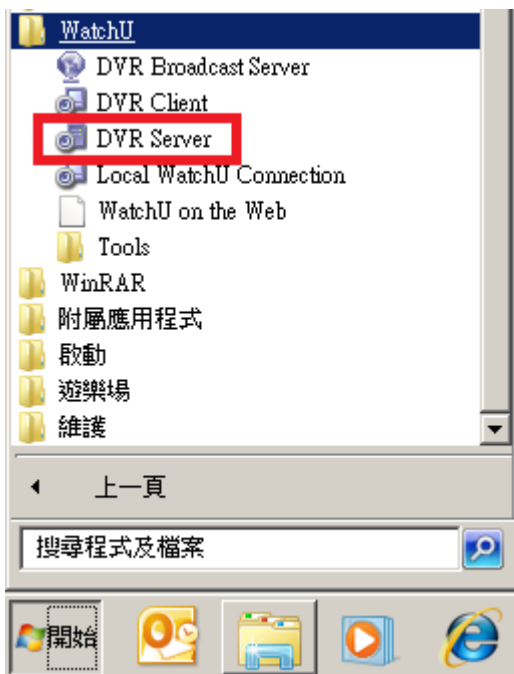 WatchU
DVR Broadcast Server
DVR Client
DVR Server
Local WatchU Connection
WatchU on the Web
Tools
WinRAR
附屬應用程式
啟動
遊樂場
維護
上一頁
搜尋程式及檔案
開始